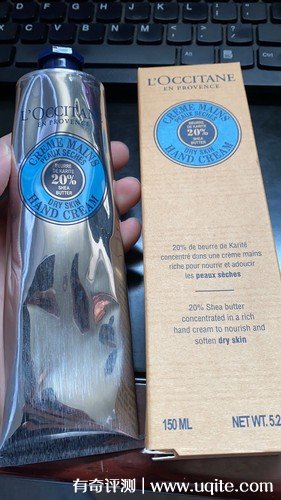 L'OCCITANE
EN PROVENCE
CRÈME MAINS
PEAUX SÈCHES
BEURRE
DE KARITÉ
20%
SHEA
BUTTER
DRY SKIN
HAND CREAM
L'OCCITANE
EN PROVENCE
CRÈME MAINS
PEAUX SÈCHES
BEURRE
DE KARITÉ
20%
SHEA
BUTTER
DRY SKIN
HAND CREAM
20% de beurre de Karité
concentré dans une crème mains
riche pour nourrir et adoucir
les peaux sèches
20% Shea butter
concentrated in a rich
hand cream to nourish and
soften dry skin
150 ML NET WT. 5.2
有奇评测 | www.uqite.com